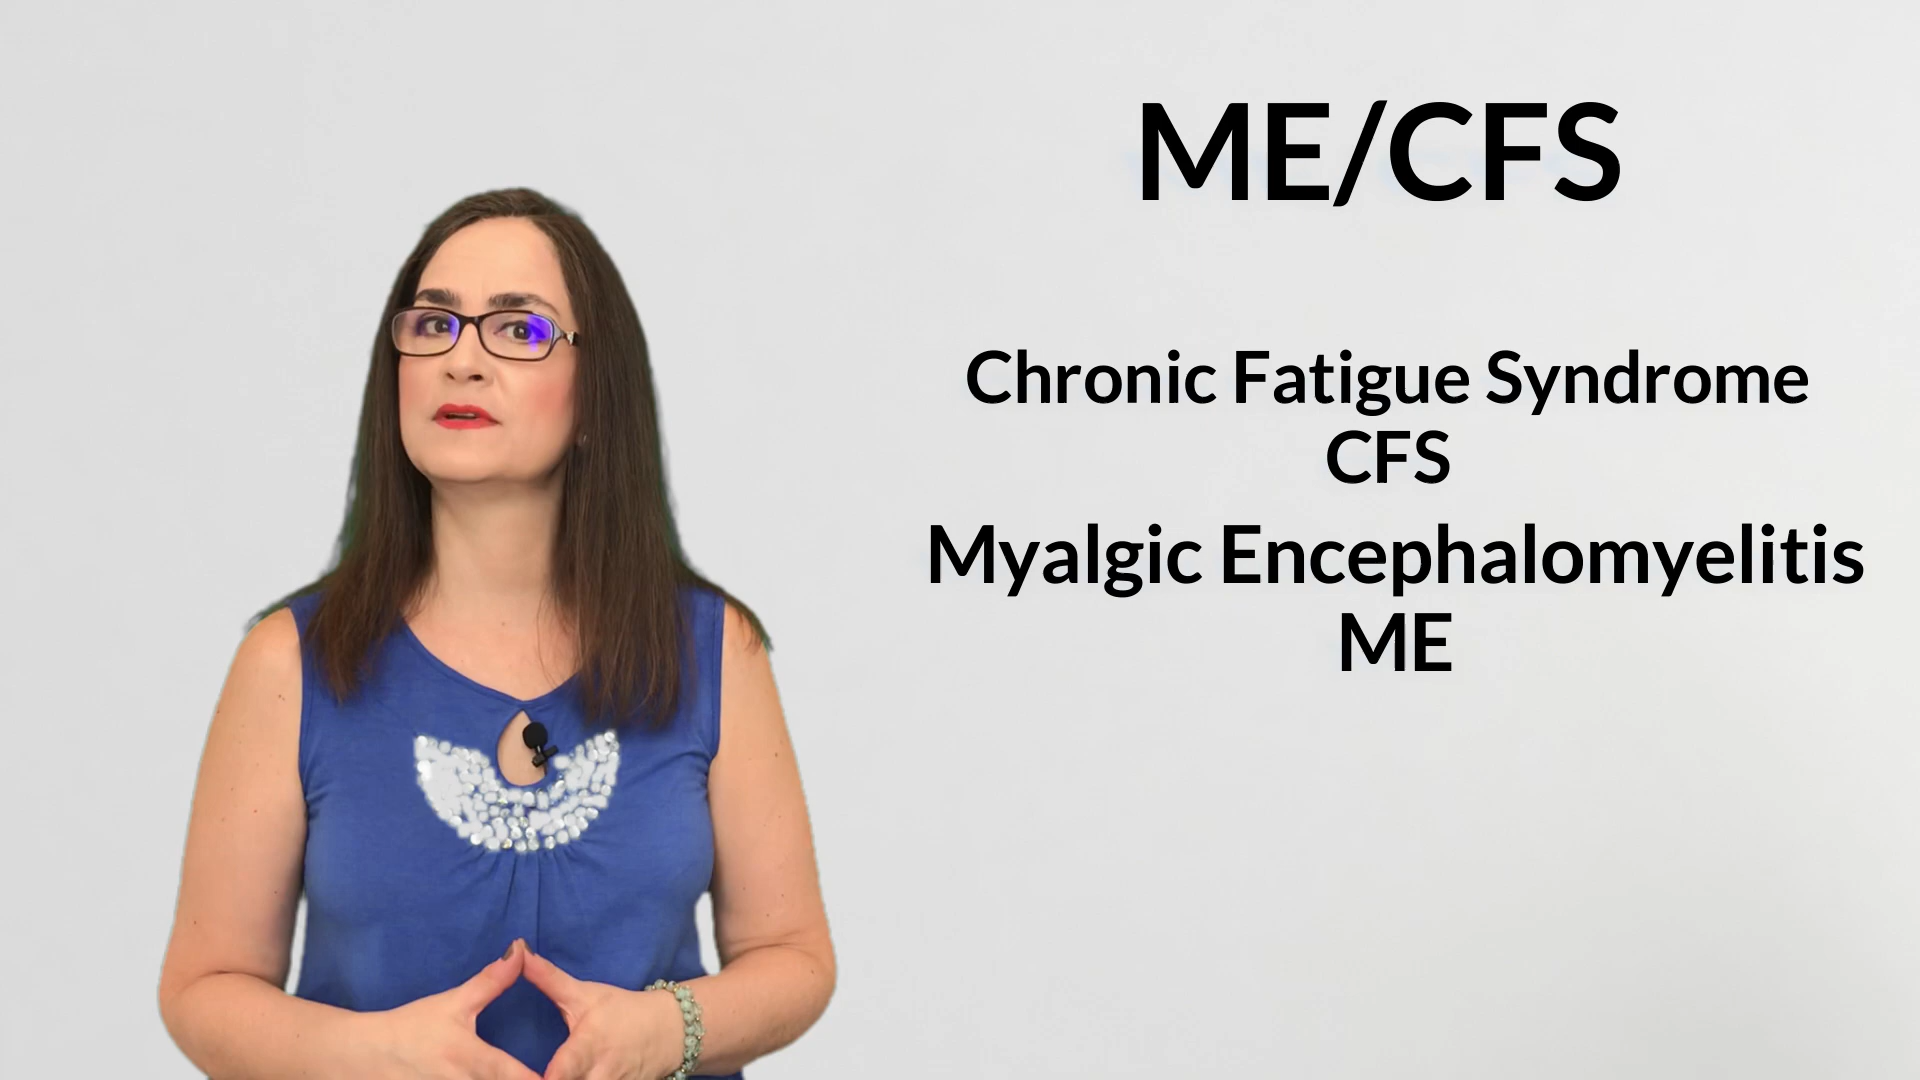 ME/CFS
Chronic Fatigue Syndrome
CFS
Myalgic Encephalomyelitis
ME